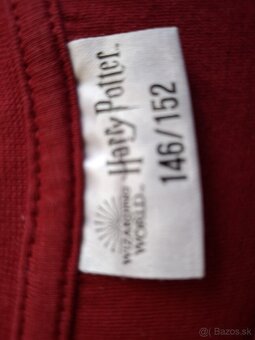 WIZARDING
WORLD
Harry Potter
146/152
© Bazos.sk